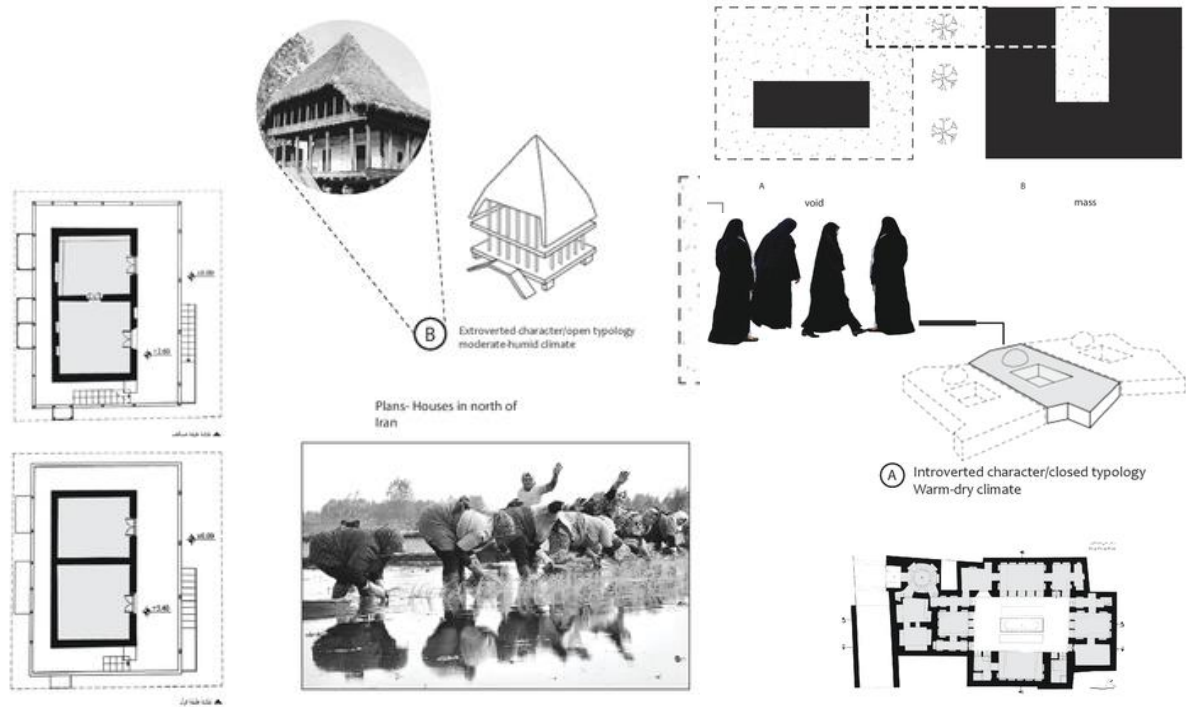 A
B
void
mass
B
Extroverted character/open typology
moderate-humid climate
Plans- Houses in north of
Iran
A
Introverted character/closed typology
Warm-dry climate